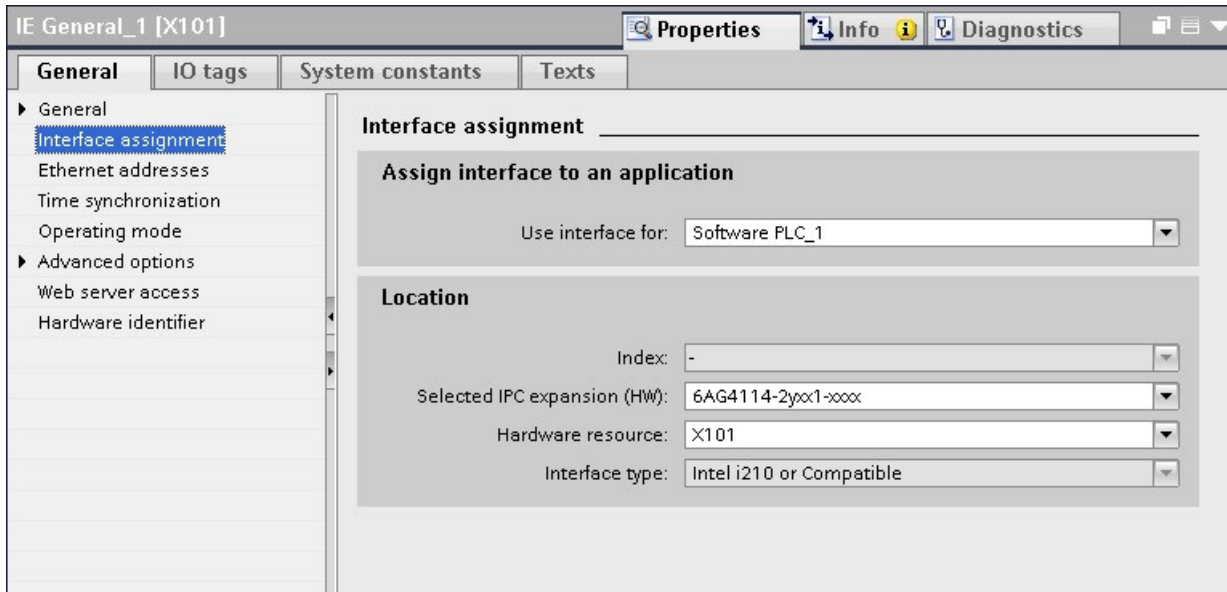 IE General_1 [X101]
Properties
Info
Diagnostics
General
IO tags
System constants
Texts
General
Interface assignment
Ethernet addresses
Time synchronization
Operating mode
Advanced options
Web server access
Hardware identifier
Interface assignment
Assign interface to an application
Use interface for: Software PLC_1
Location
Index: -
Selected IPC expansion (HW): 6AG4114-2yxx1-xxxx
Hardware resource: X101
Interface type: Intel i210 or Compatible